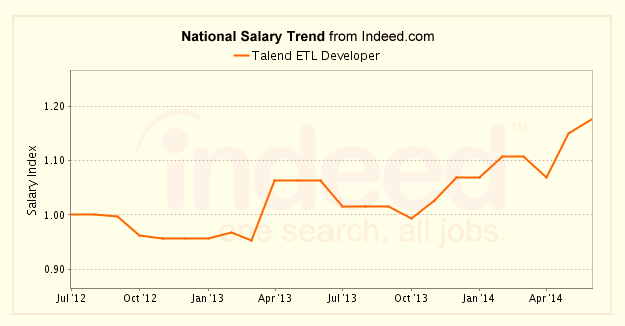 National Salary Trend from Indeed.com
Talend ETL Developer
Salary Index
1.20
1.10
1.00
0.90
indeed™
one search. all jobs.
Jul '12
Oct '12
Jan '13
Apr '13
Jul '13
Oct '13
Jan '14
Apr '14